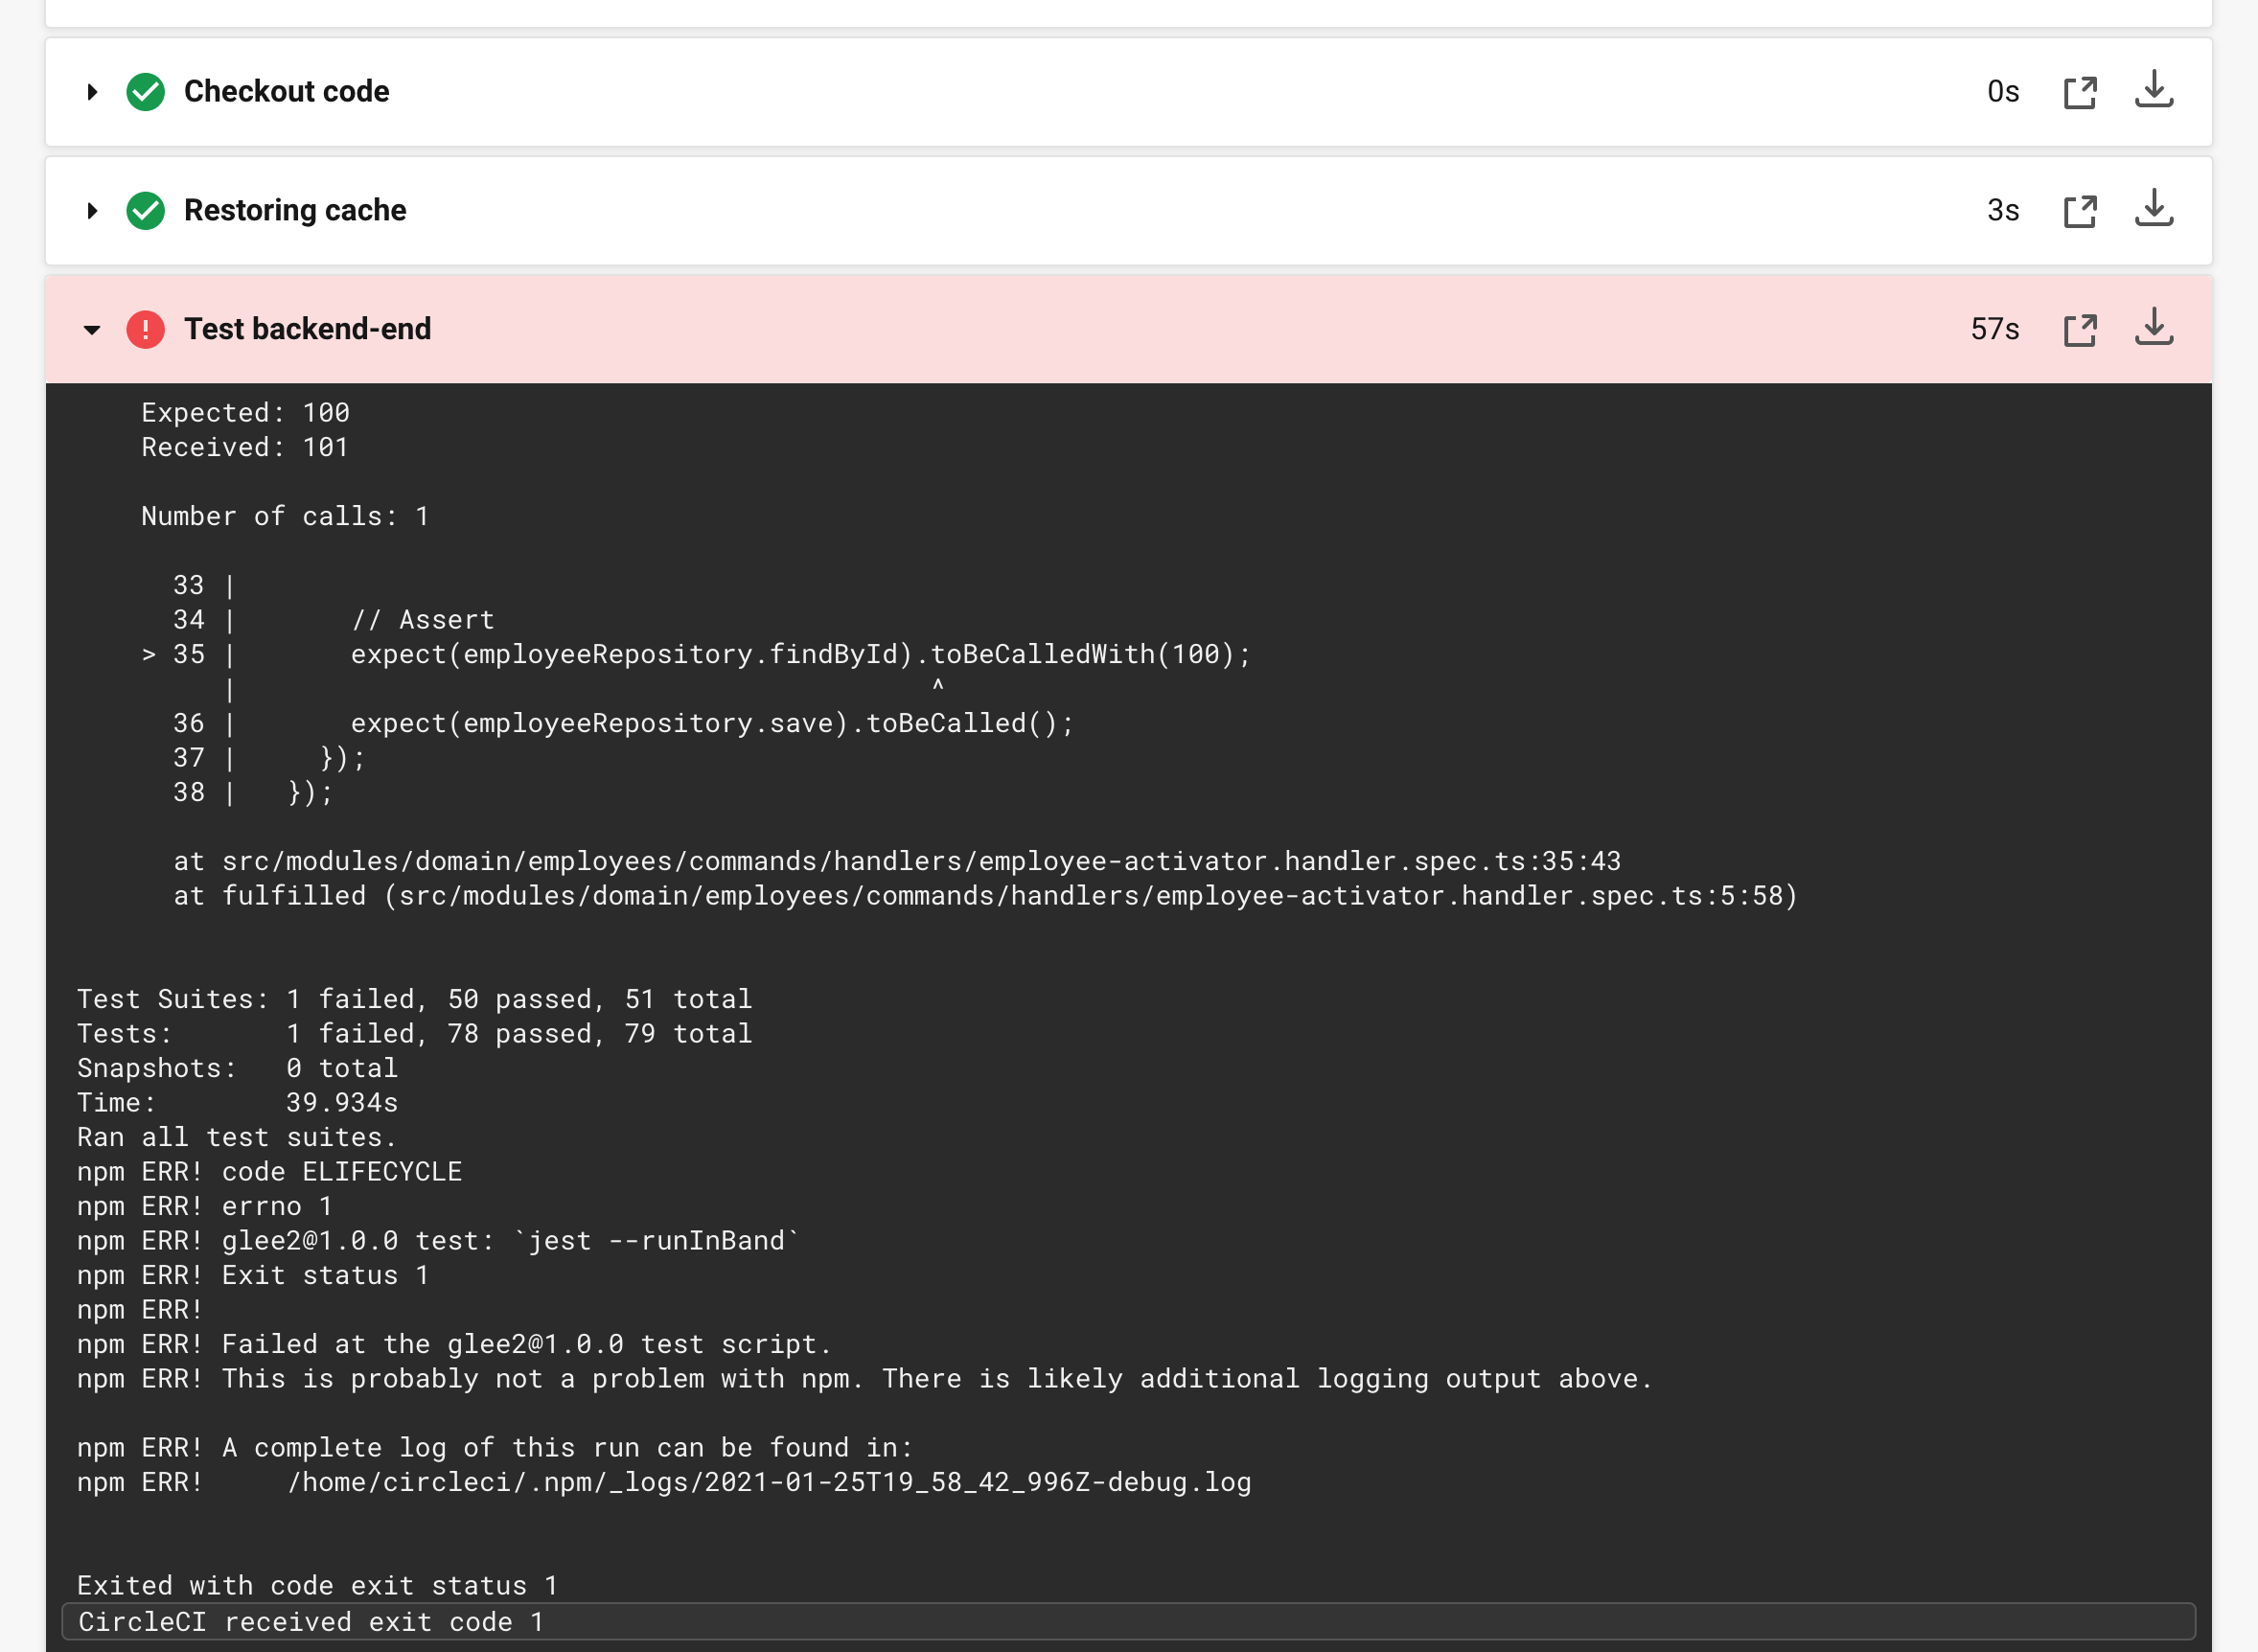 Checkout code 0s
Restoring cache 3s
Test backend-end 57s
Expected: 100
Received: 101
Number of calls: 1
33 |
34 |       // Assert
> 35 |       expect(employeeRepository.findById).toBeCalledWith(100);
|                                           ^
36 |       expect(employeeRepository.save).toBeCalled();
37 |     });
38 |   });
at src/modules/domain/employees/commands/handlers/employee-activator.handler.spec.ts:35:43
at fulfilled (src/modules/domain/employees/commands/handlers/employee-activator.handler.spec.ts:5:58)
Test Suites: 1 failed, 50 passed, 51 total
Tests:       1 failed, 78 passed, 79 total
Snapshots:   0 total
Time:        39.934s
Ran all test suites.
npm ERR! code ELIFECYCLE
npm ERR! errno 1
npm ERR! glee2@1.0.0 test: `jest --runInBand`
npm ERR! Exit status 1
npm ERR!
npm ERR! Failed at the glee2@1.0.0 test script.
npm ERR! This is probably not a problem with npm. There is likely additional logging output above.
npm ERR! A complete log of this run can be found in:
npm ERR!     /home/circleci/.npm/_logs/2021-01-25T19_58_42_996Z-debug.log
Exited with code exit status 1
CircleCI received exit code 1